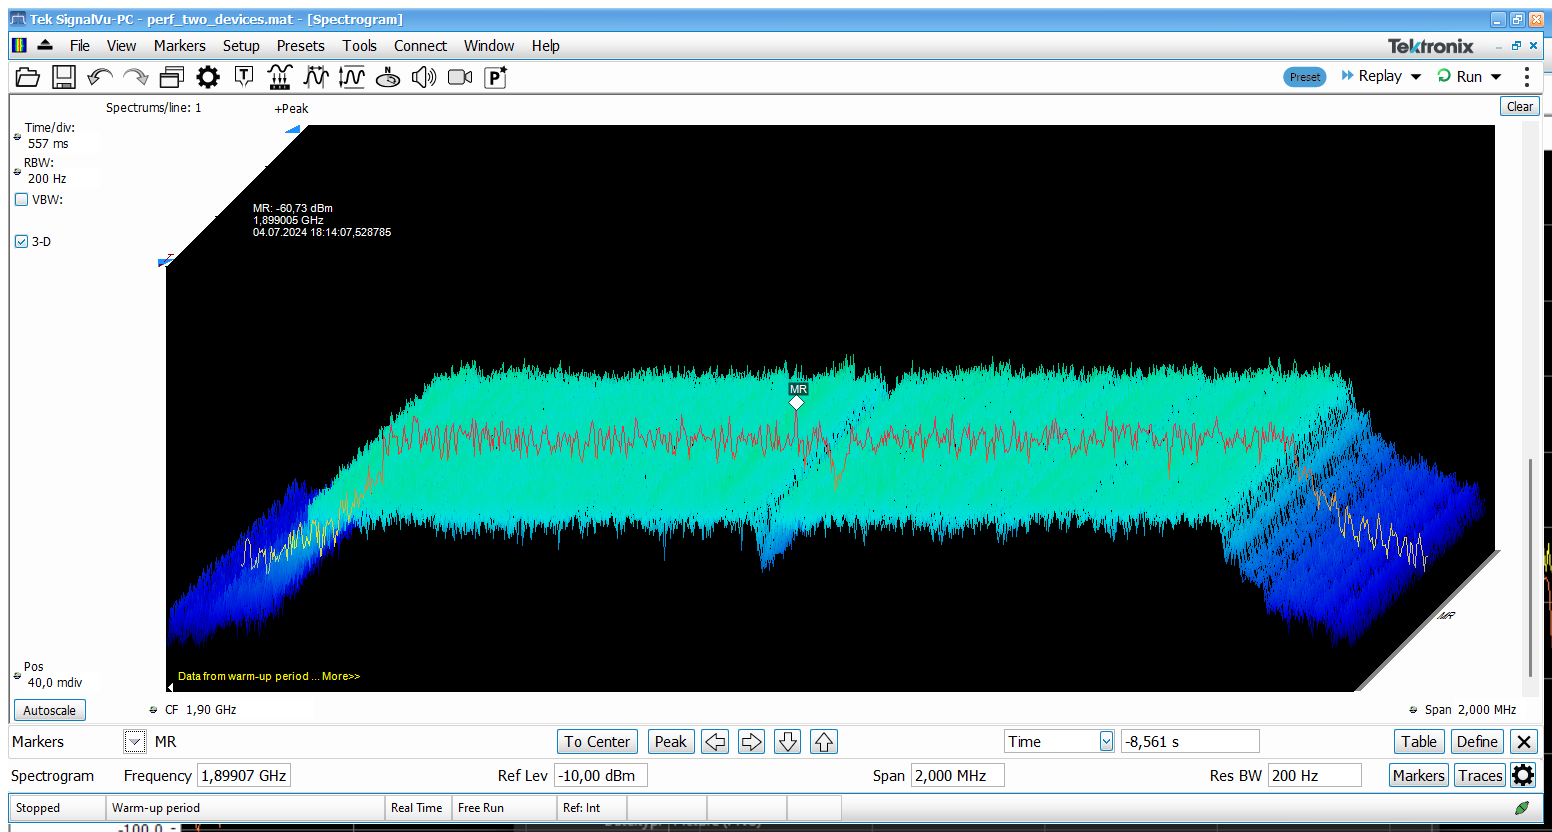 Tek SignalVu-PC - perf_two_devices.mat - [Spectrogram]
File View Markers Setup Presets Tools Connect Window Help
Tektronix
T
N
P*
Preset Replay Run
Spectrums/line: 1
+Peak
Clear
Time/div:
557 ms
RBW:
200 Hz
VBW:
3-D
T
MR: -60,73 dBm
1,899005 GHz
04.07.2024 18:14:07,528785
MR
MR
Pos
40,0 mdiv
Data from warm-up period ... More>>
Autoscale
CF 1,90 GHz
Span 2,000 MHz
Markers MR To Center Peak Time -8,561 s Table Define
Spectrogram Frequency 1,89907 GHz Ref Lev -10,00 dBm Span 2,000 MHz Res BW 200 Hz Markers Traces
Stopped Warm-up period Real Time Free Run Ref: Int
-100.0